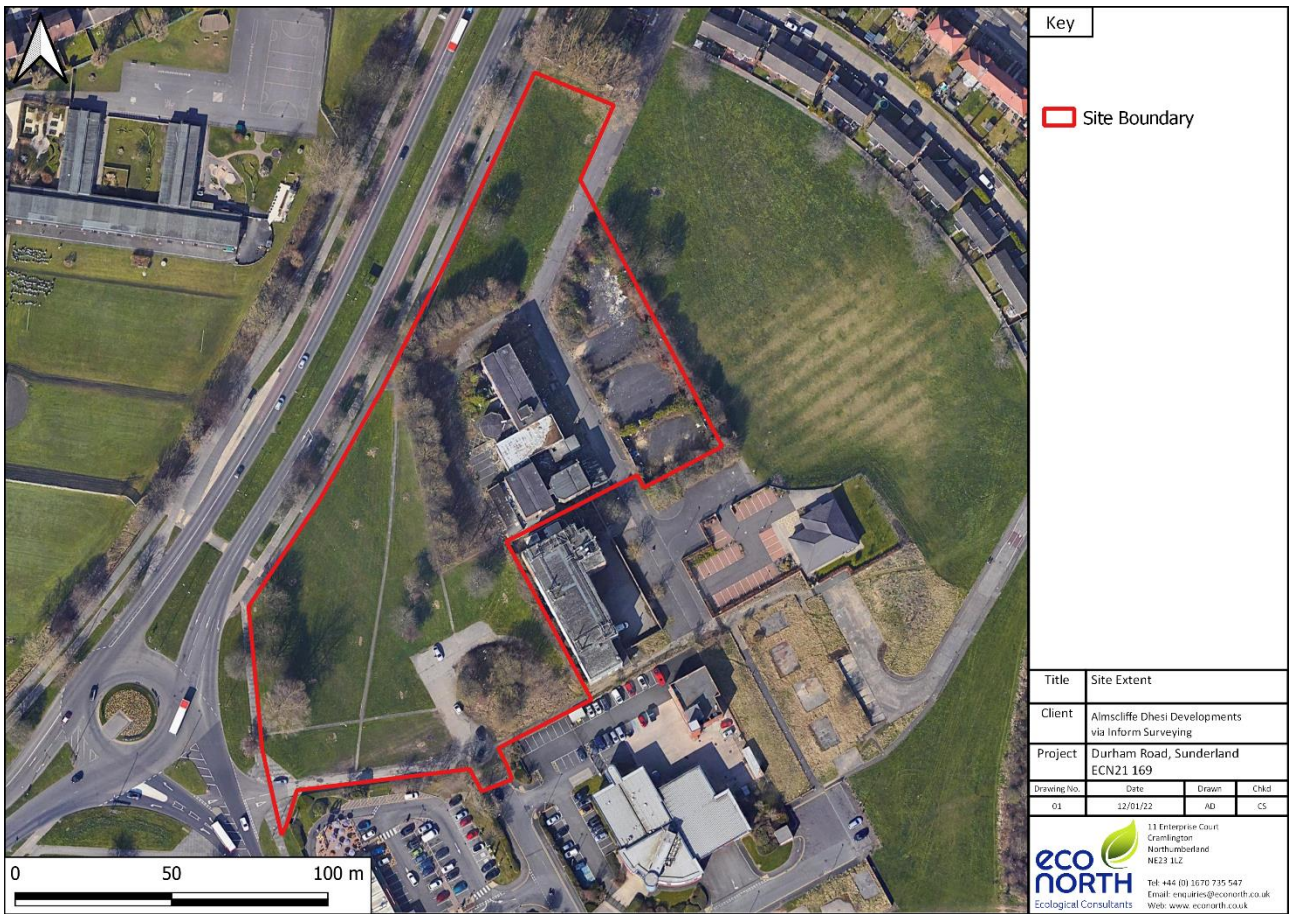 Key
Site Boundary
Title Site Extent
Client Almscliffe Dhesi Developments
via Inform Surveying
Project Durham Road, Sunderland
ECN21 169
Drawing No. Date Drawn Chkd
01 12/01/22 AD CS
eco
NORTH
Ecological Consultants
11 Enterprise Court
Cramlington
Northumberland
NE23 1LZ
Tel: +44 (0) 1670 735 547
Email: enquiries@econorth.co.uk
Web: www. econorth.co.uk
0 50 100 m